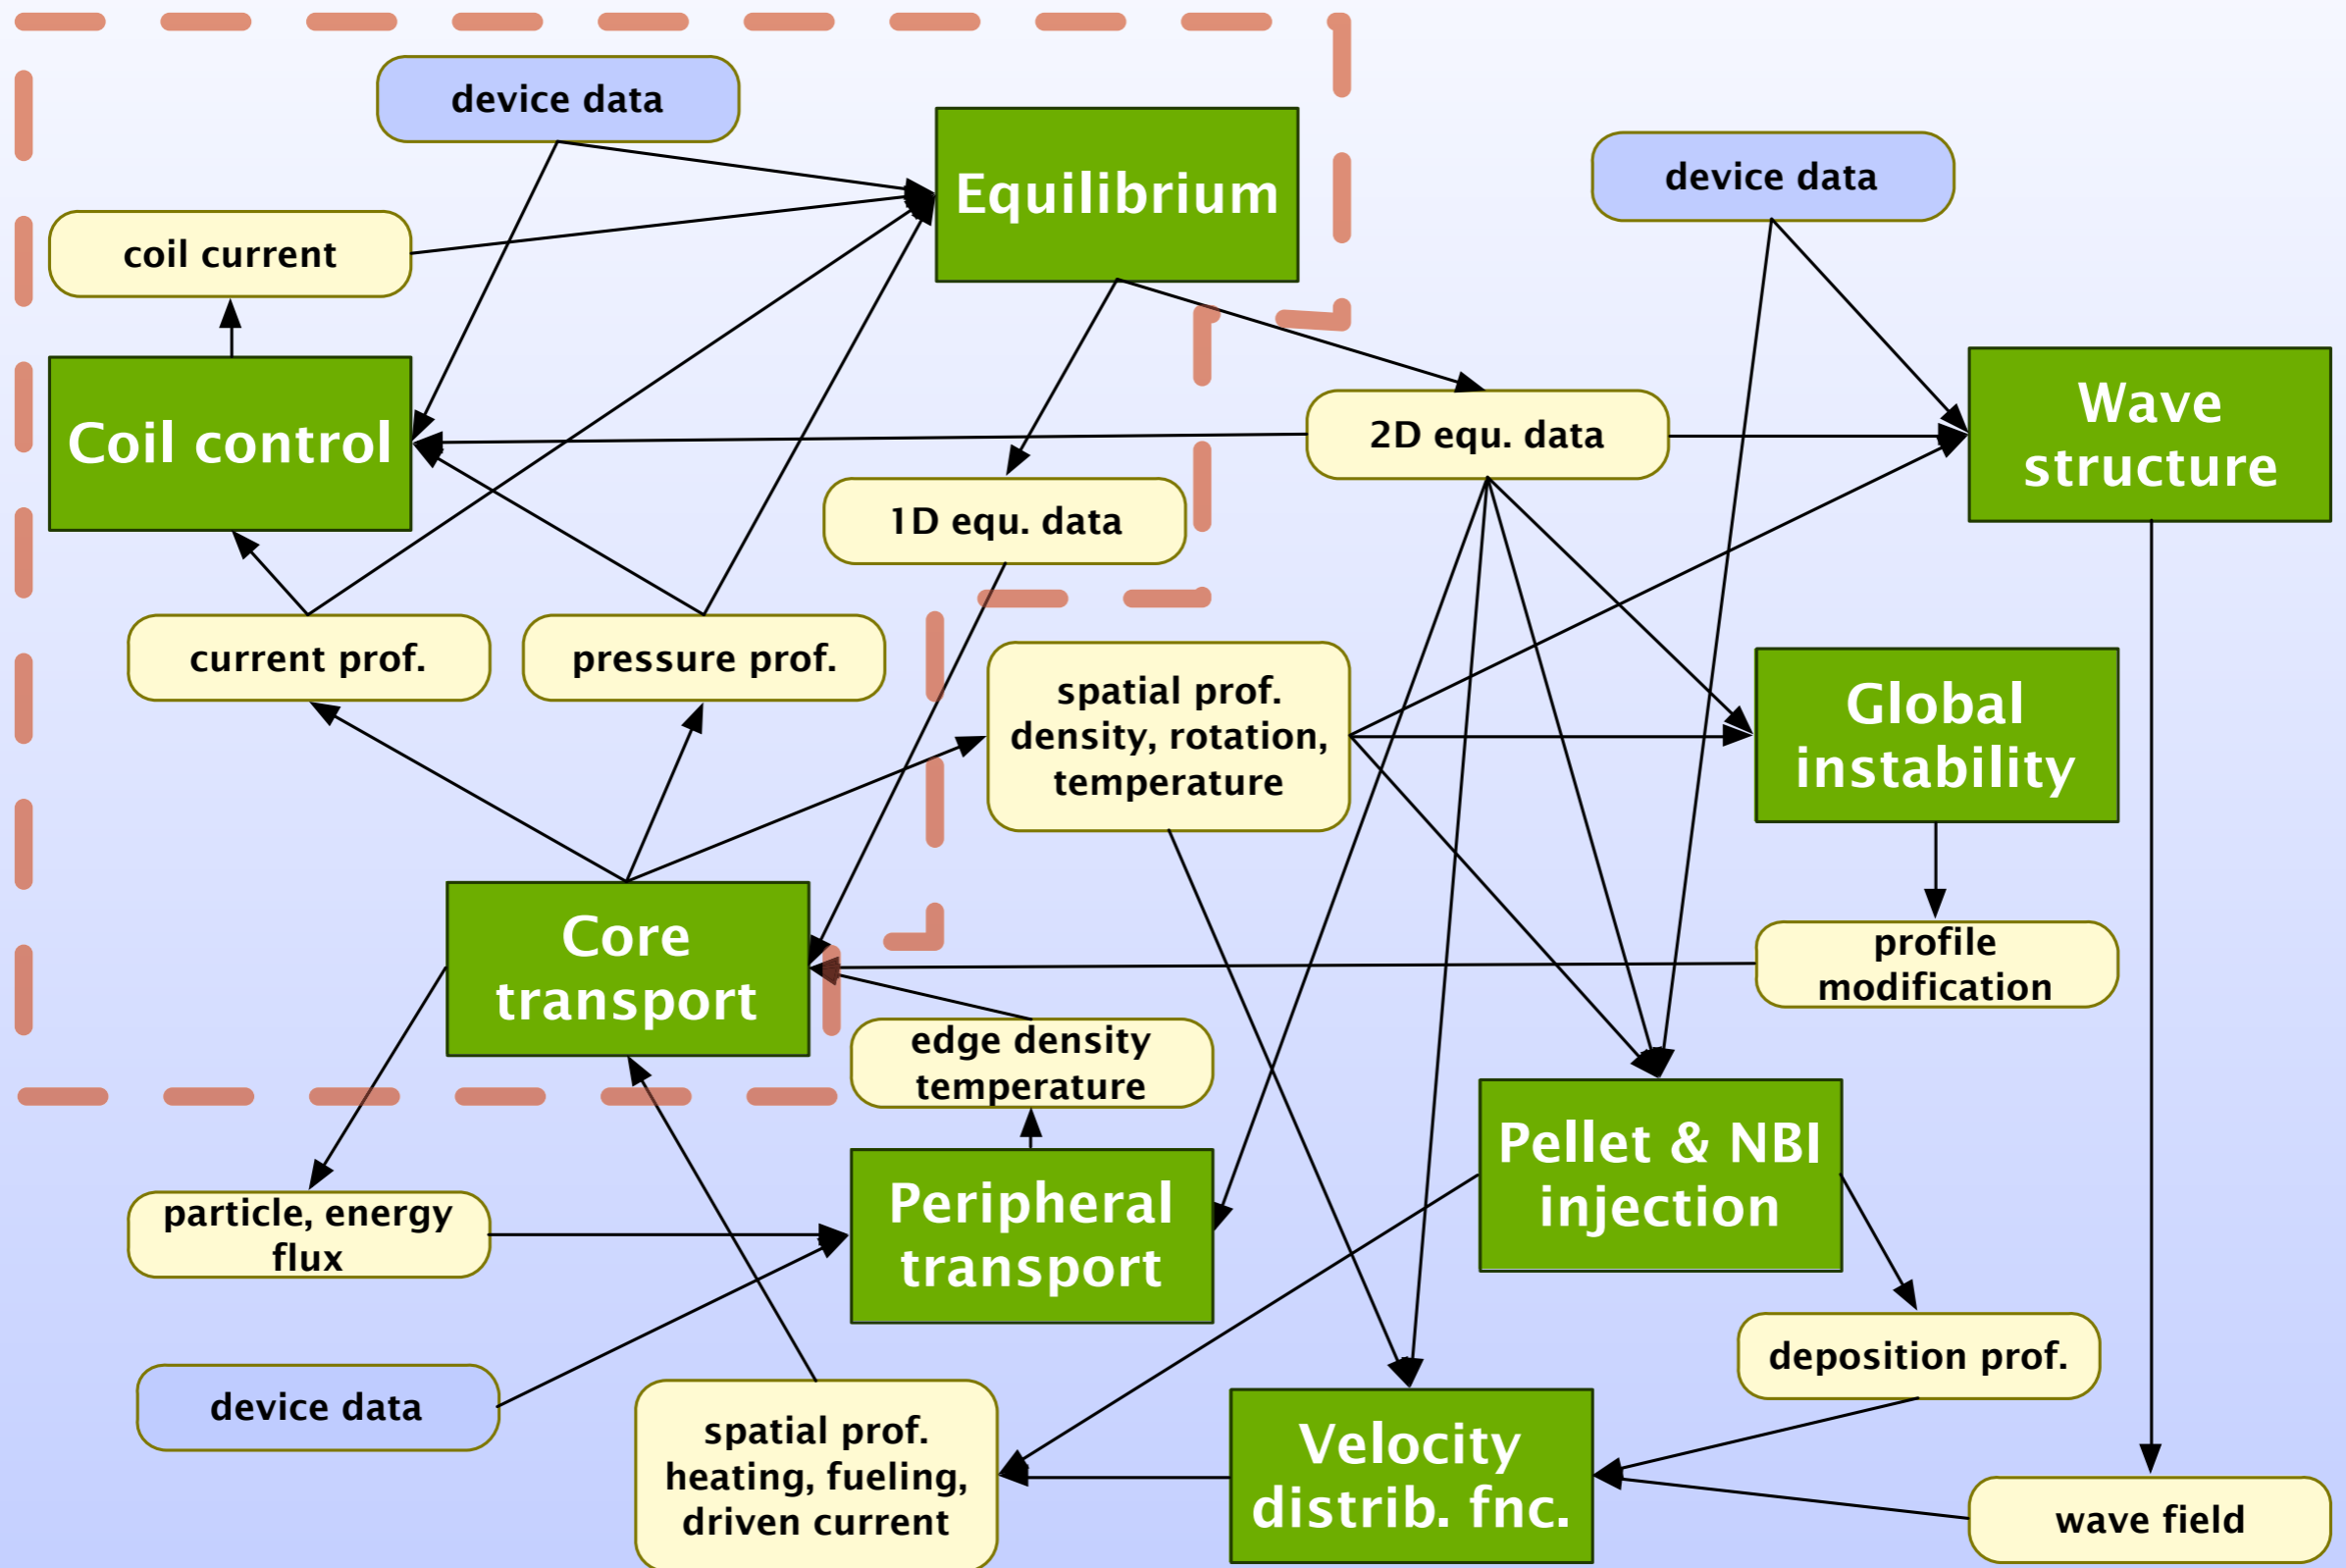 device data
Equilibrium
device data
coil current
Coil control
2D equ. data
Wave
structure
1D equ. data
current prof.
pressure prof.
spatial prof.
density, rotation,
temperature
Global
instability
Core
transport
profile
modification
edge density
temperature
Pellet & NBI
injection
particle, energy
flux
Peripheral
transport
deposition prof.
device data
spatial prof.
heating, fueling,
driven current
Velocity
distrib. fnc.
wave field